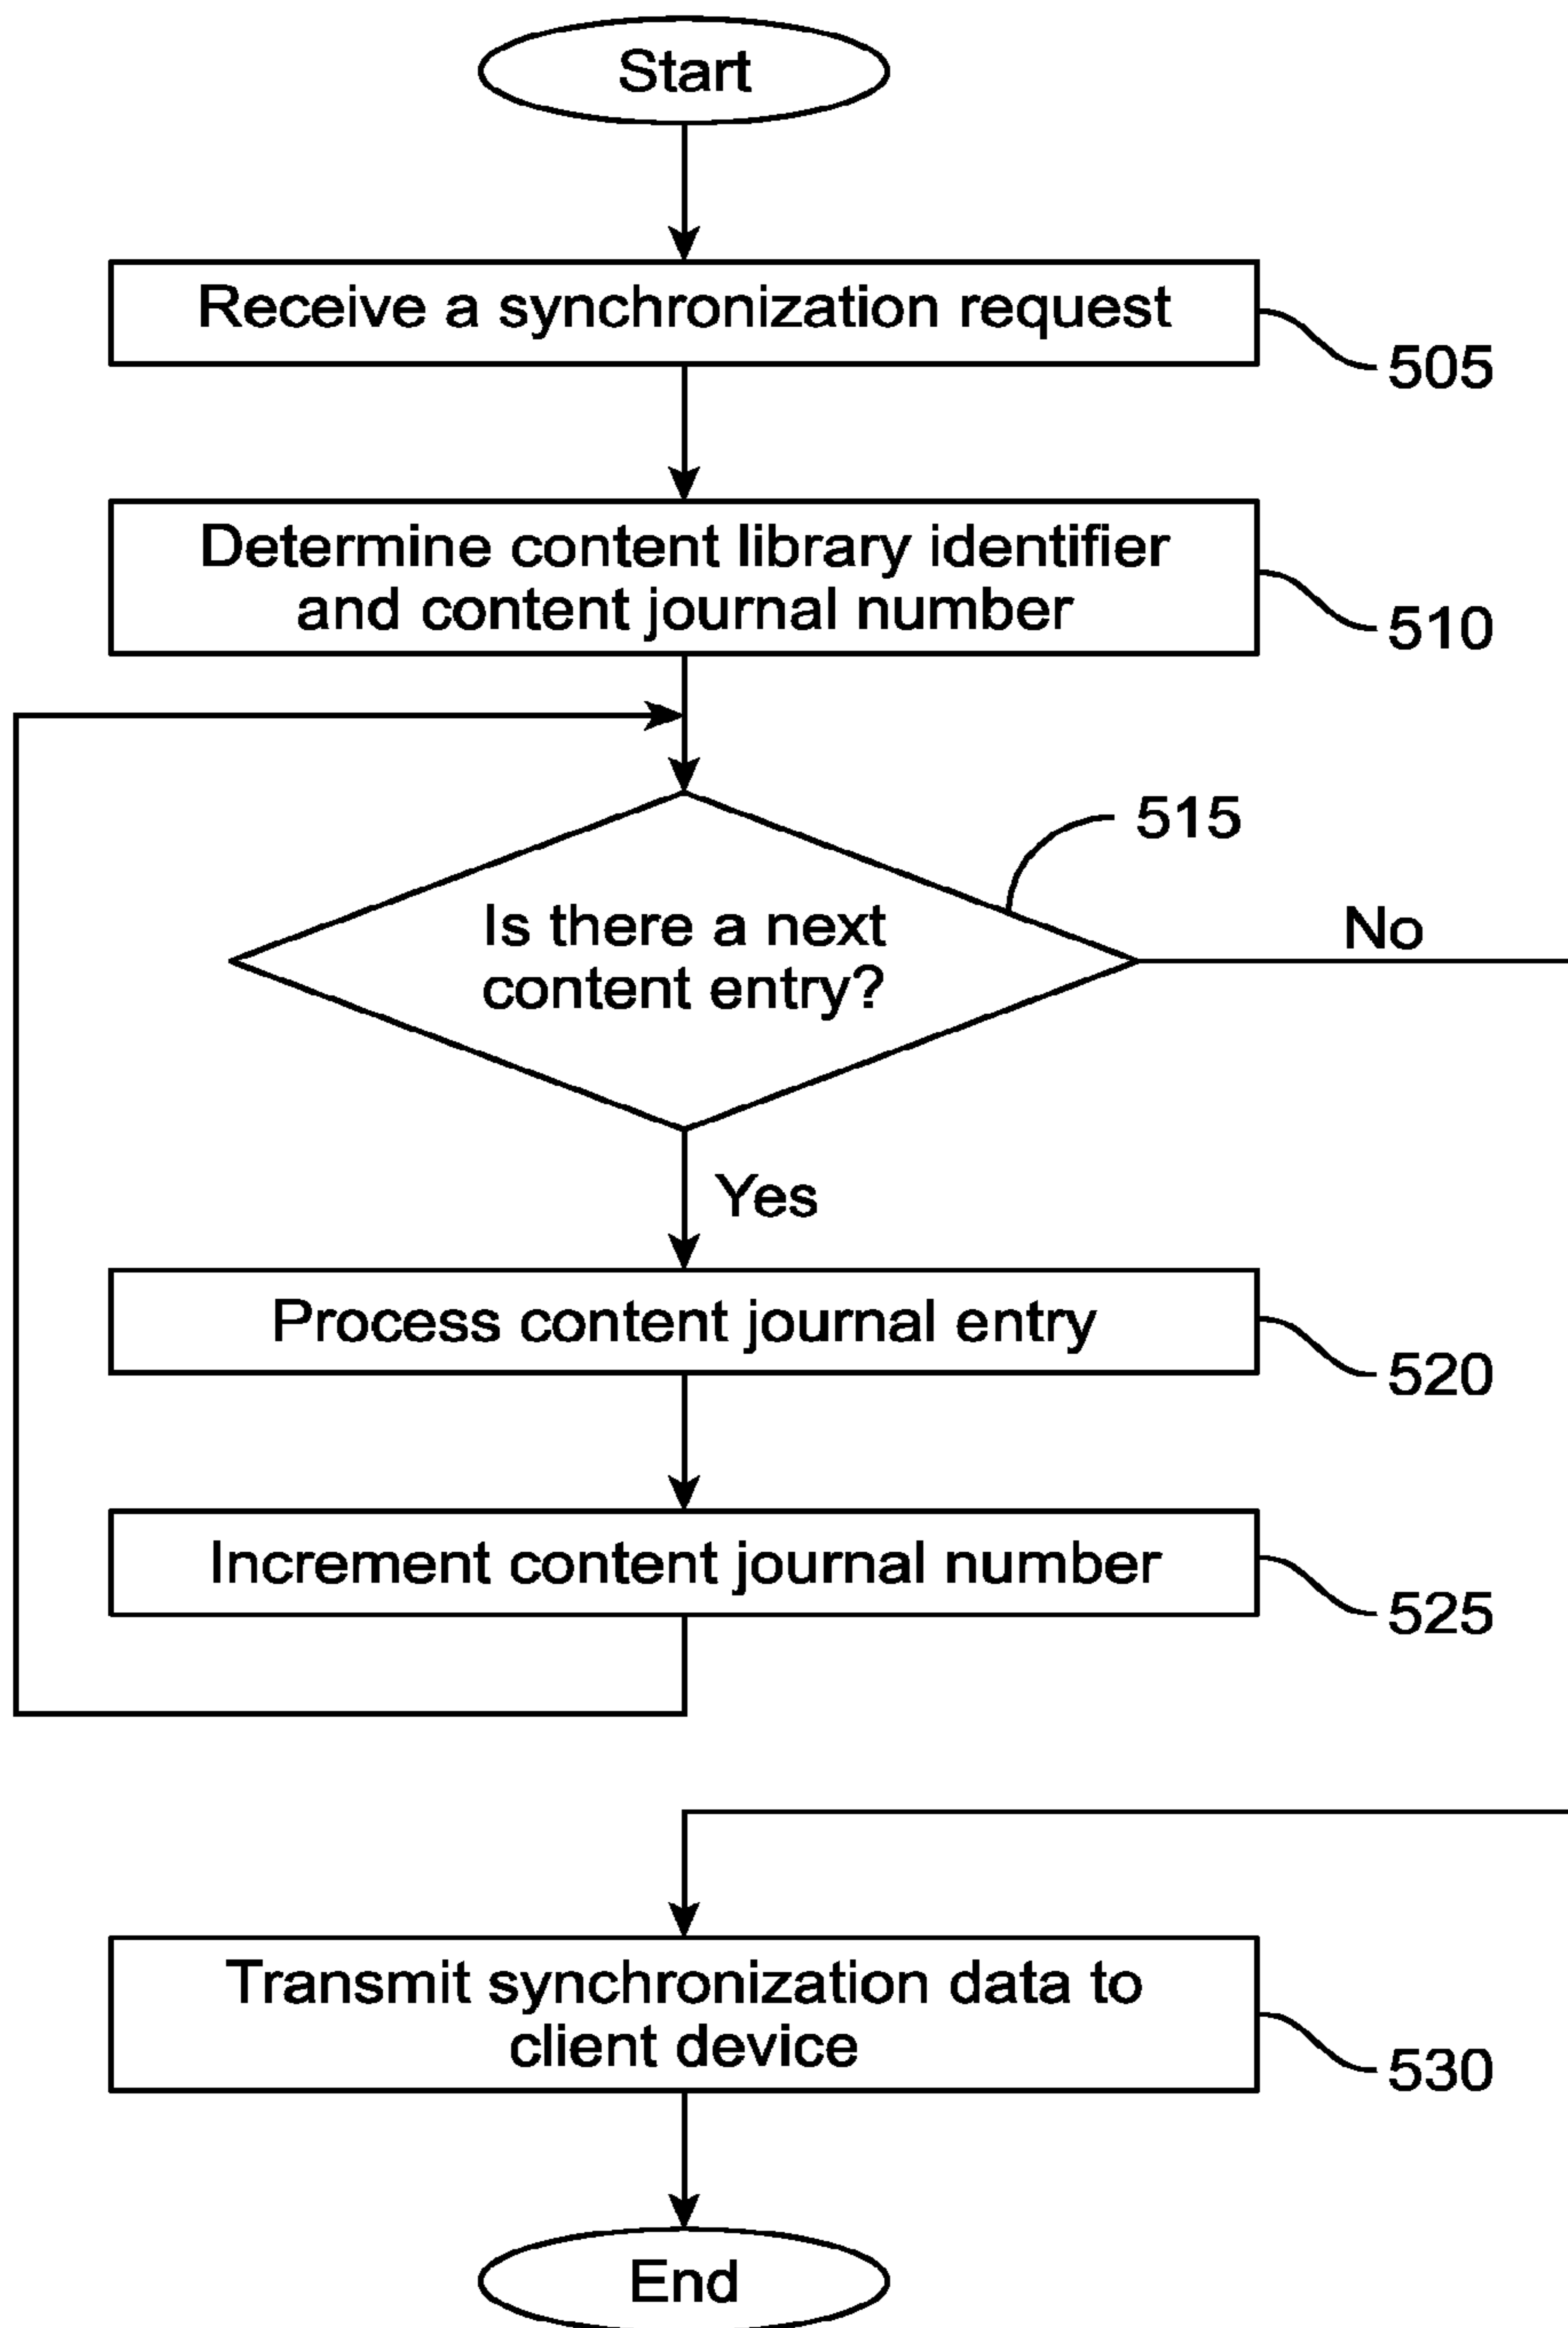 Start
Receive a synchronization request
505
Determine content library identifier
and content journal number
510
515
Is there a next
content entry?
No
Yes
Process content journal entry
520
Increment content journal number
525
Transmit synchronization data to
client device
530
End